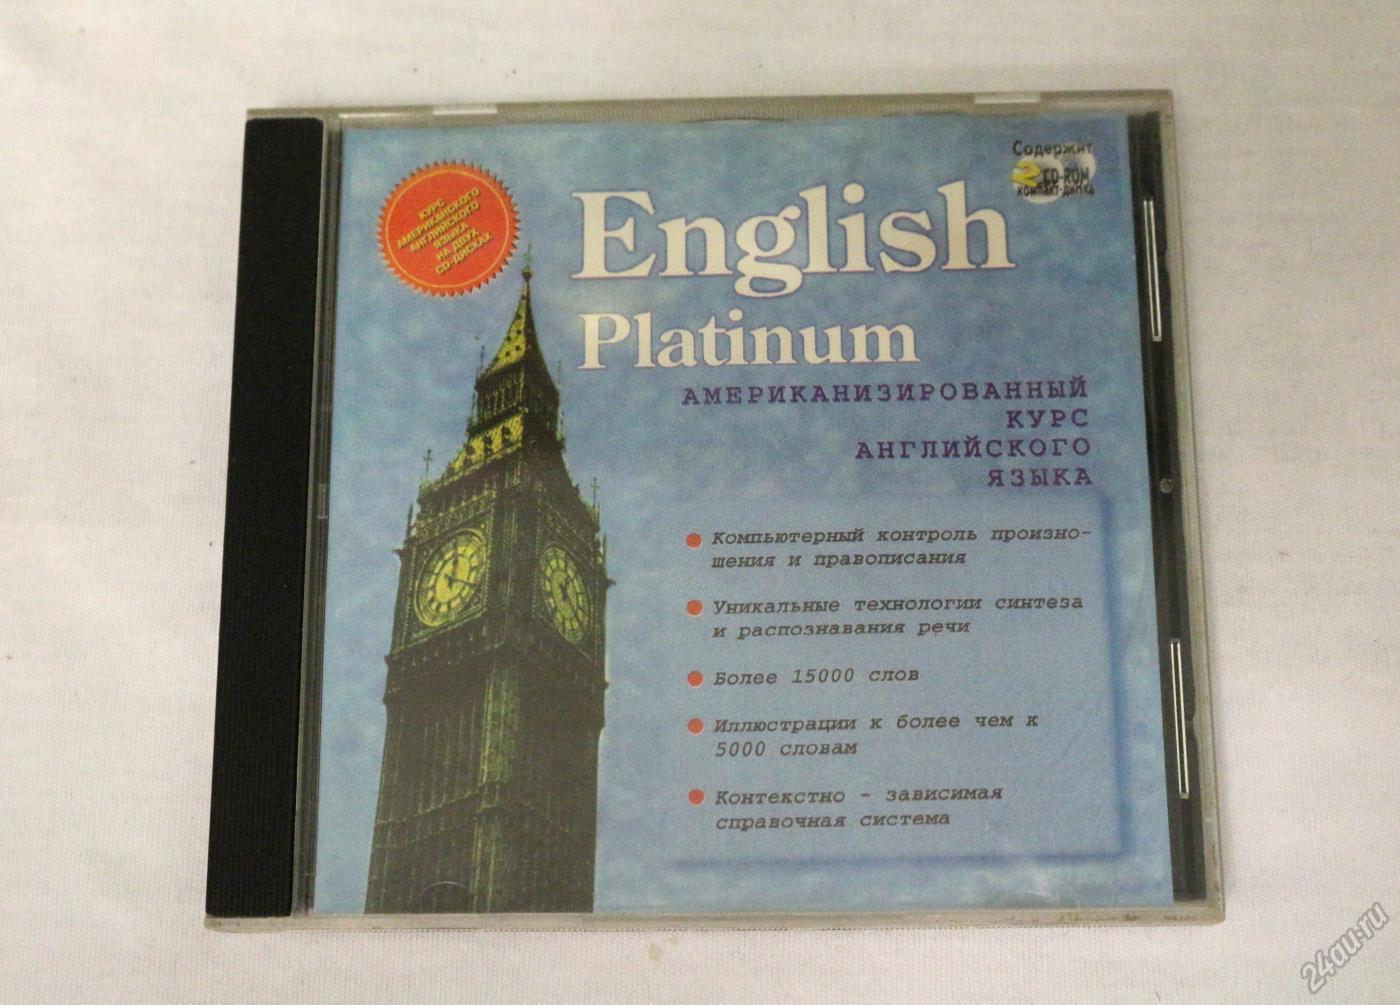 КУРС
АМЕРИКАНСКОГО
АНГЛИЙСКОГО
ЯЗЫКА
НА ДВУХ
CD-ДИСКАХ
Содержит
2 CD-ROM
компакт-диска
English
Platinum
АМЕРИКАНИЗИРОВАННЫЙ
КУРС
АНГЛИЙСКОГО
ЯЗЫКА
Компьютерный контроль произно-
шения и правописания
Уникальные технологии синтеза
и распознавания речи
Более 15000 слов
Иллюстрации к более чем к
5000 словам
Контекстно - зависимая
справочная система
24au.ru